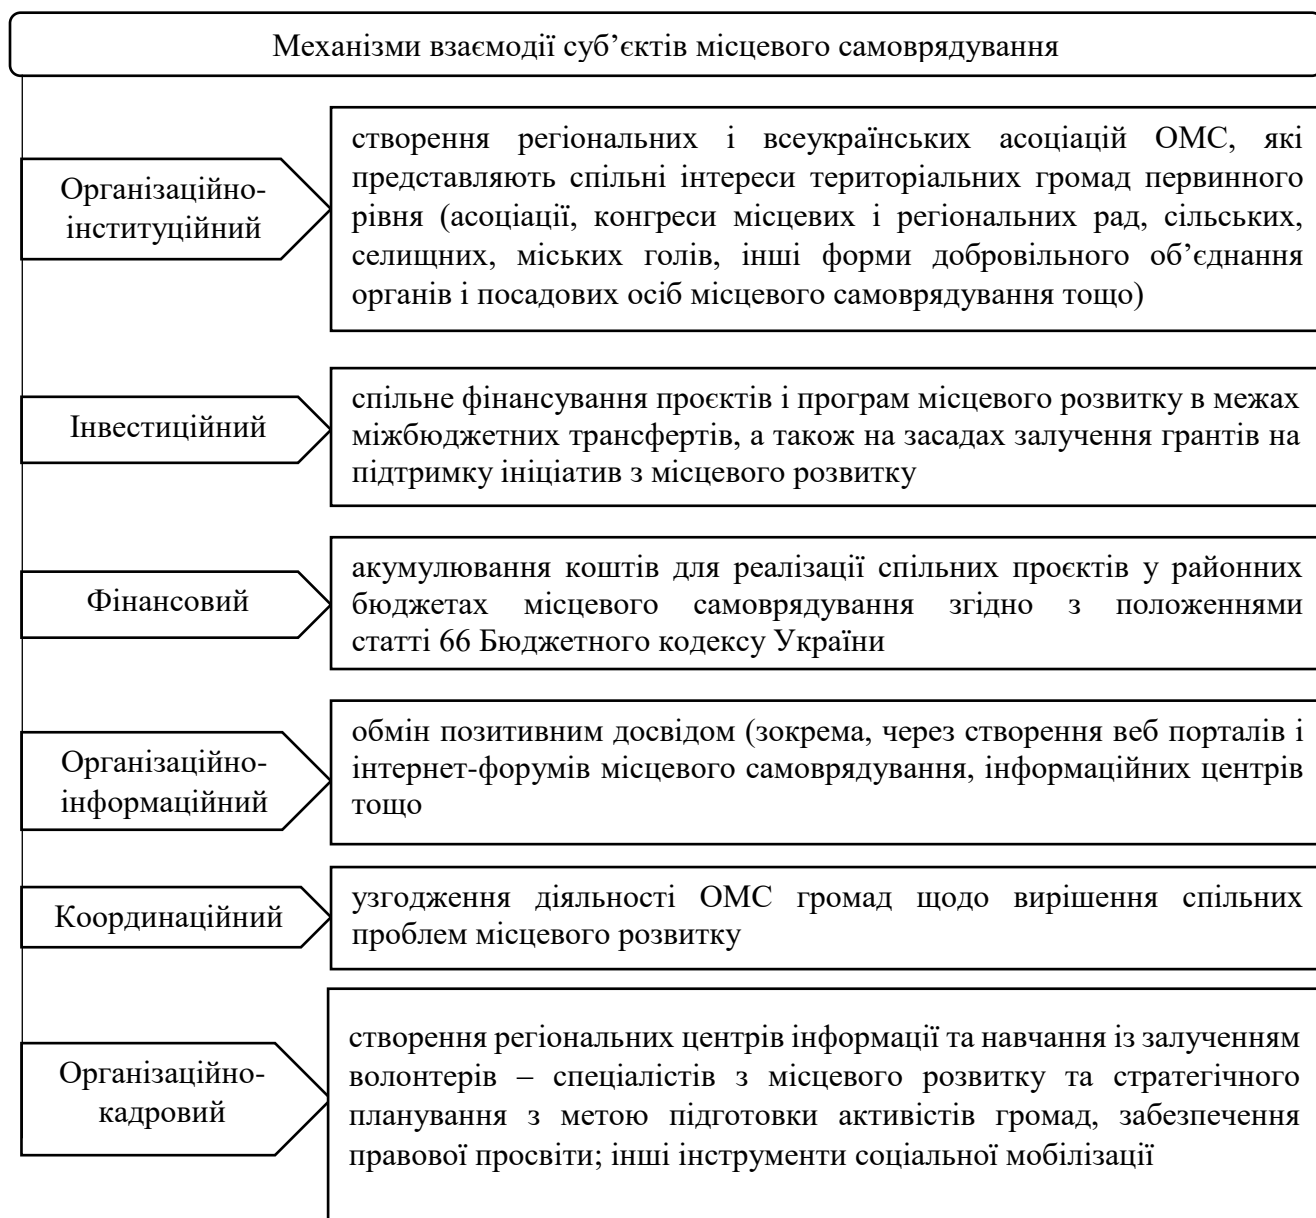 Механізми взаємодії суб’єктів місцевого самоврядування
Організаційно-
інституційний
створення регіональних і всеукраїнських асоціацій ОМС, які
представляють спільні інтереси територіальних громад первинного
рівня (асоціації, конгреси місцевих і регіональних рад, сільських,
селищних, міських голів, інші форми добровільного об’єднання
органів і посадових осіб місцевого самоврядування тощо)
Інвестиційний
спільне фінансування проєктів і програм місцевого розвитку в межах
міжбюджетних трансфертів, а також на засадах залучення грантів на
підтримку ініціатив з місцевого розвитку
Фінансовий
акумулювання коштів для реалізації спільних проєктів у районних
бюджетах місцевого самоврядування згідно з положеннями
статті 66 Бюджетного кодексу України
Організаційно-
інформаційний
обмін позитивним досвідом (зокрема, через створення веб порталів і
інтернет-форумів місцевого самоврядування, інформаційних центрів
тощо
Координаційний
узгодження діяльності ОМС громад щодо вирішення спільних
проблем місцевого розвитку
Організаційно-
кадровий
створення регіональних центрів інформації та навчання із залученням
волонтерів – спеціалістів з місцевого розвитку та стратегічного
планування з метою підготовки активістів громад, забезпечення
правової просвіти; інші інструменти соціальної мобілізації